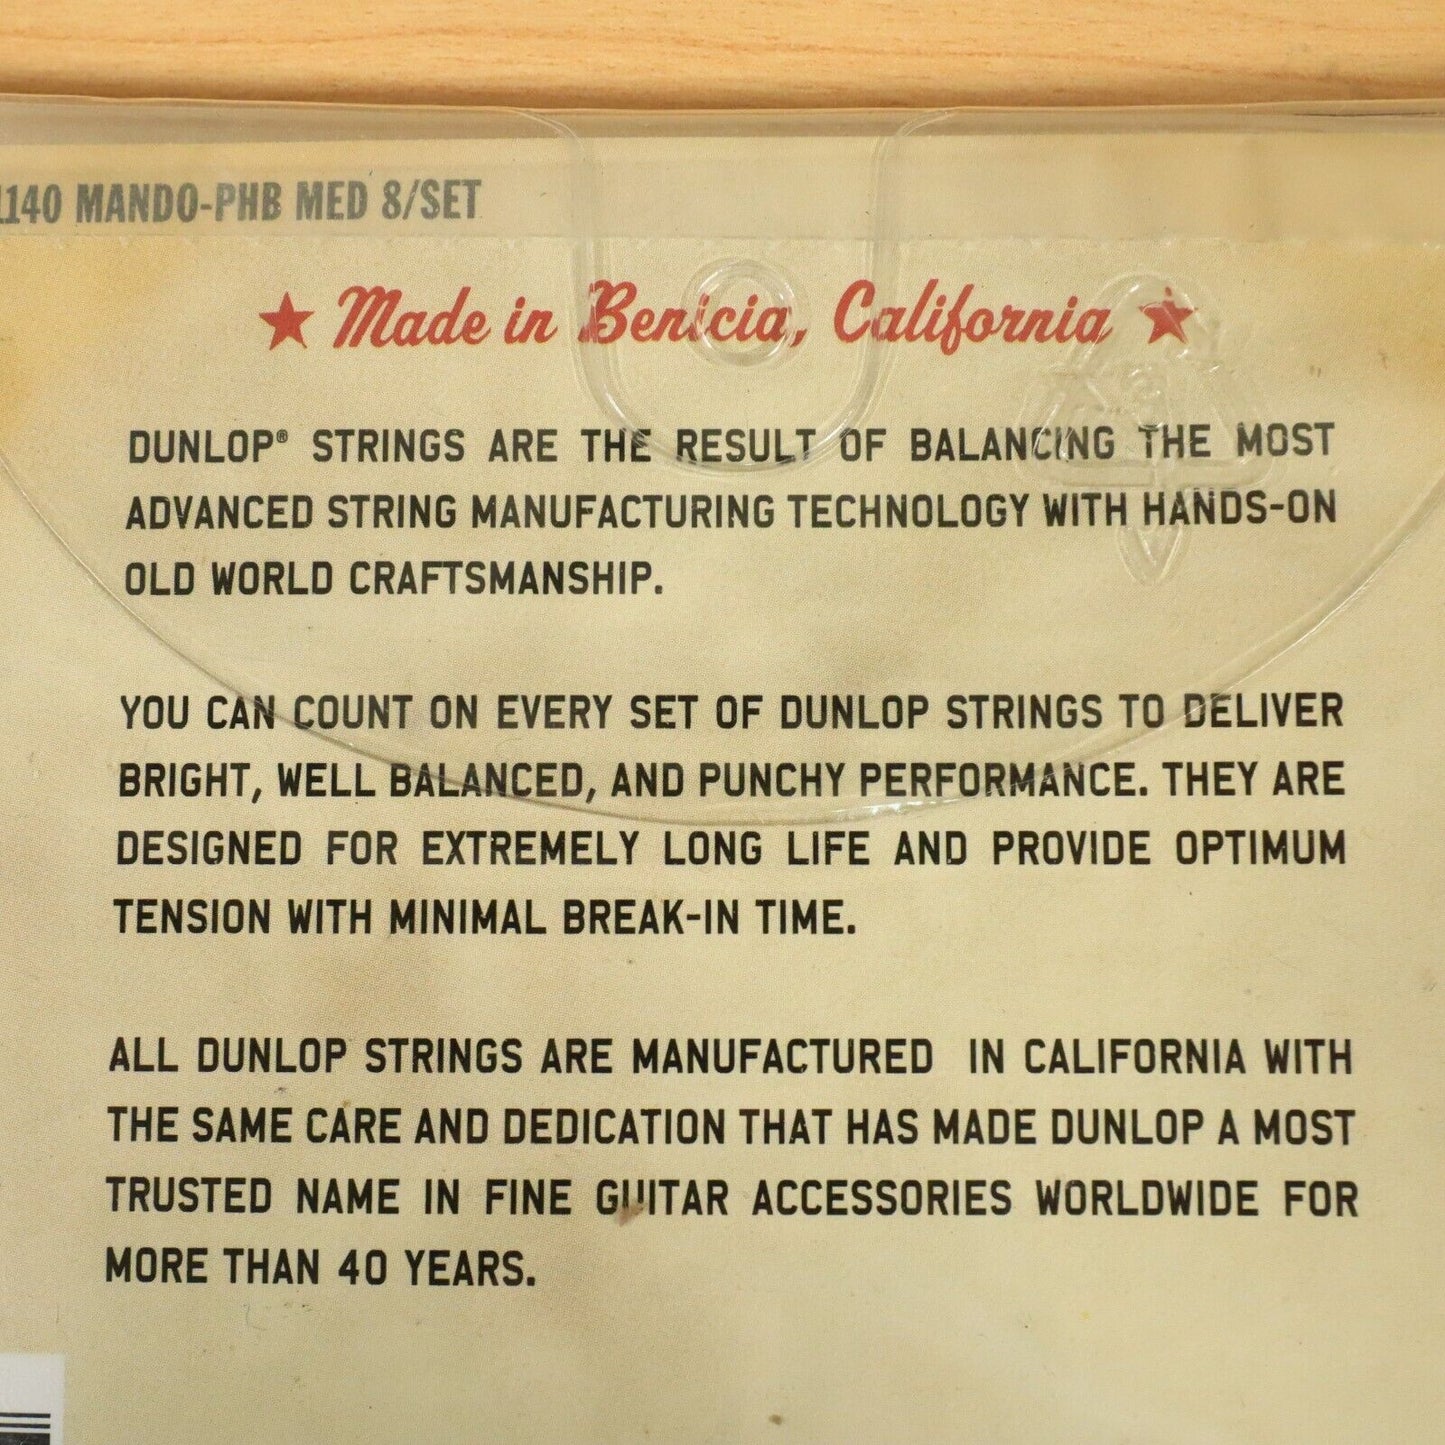 1140 MANDO-PHB MED 8/SET
★ Made in Benicia, California ★
DUNLOP® STRINGS ARE THE RESULT OF BALANCING THE MOST
ADVANCED STRING MANUFACTURING TECHNOLOGY WITH HANDS-ON
OLD WORLD CRAFTSMANSHIP.
YOU CAN COUNT ON EVERY SET OF DUNLOP STRINGS TO DELIVER
BRIGHT, WELL BALANCED, AND PUNCHY PERFORMANCE. THEY ARE
DESIGNED FOR EXTREMELY LONG LIFE AND PROVIDE OPTIMUM
TENSION WITH MINIMAL BREAK-IN TIME.
ALL DUNLOP STRINGS ARE MANUFACTURED IN CALIFORNIA WITH
THE SAME CARE AND DEDICATION THAT HAS MADE DUNLOP A MOST
TRUSTED NAME IN FINE GUITAR ACCESSORIES WORLDWIDE FOR
MORE THAN 40 YEARS.